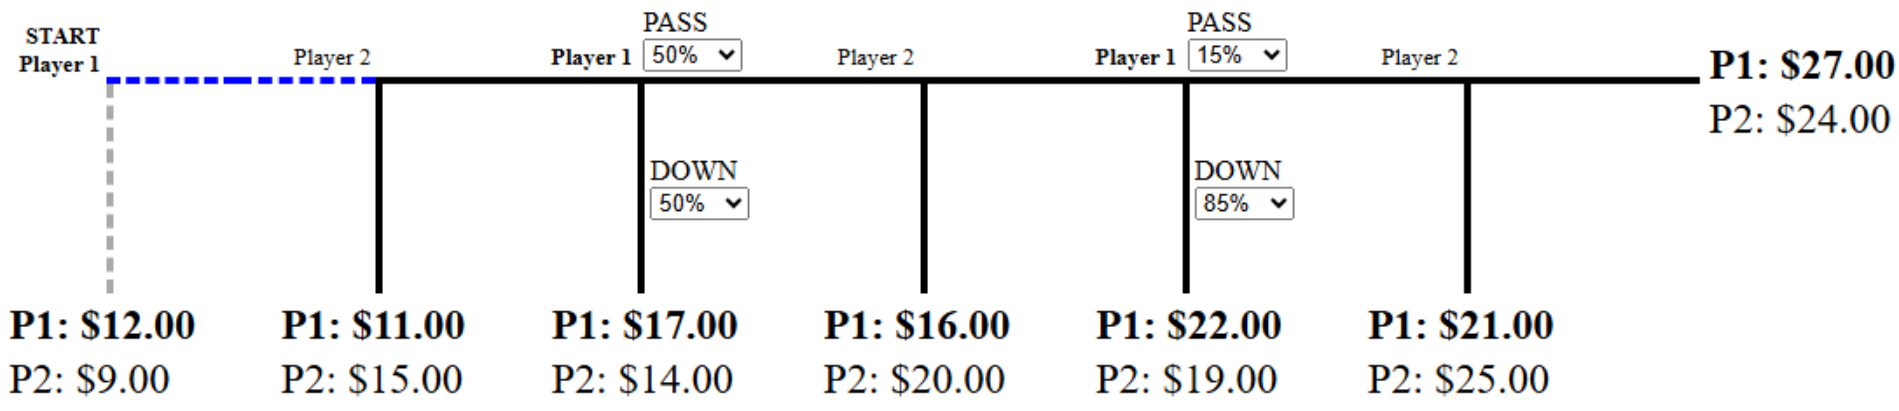 START
Player 1
Player 2
Player 1
PASS
50%
Player 2
Player 1
PASS
15%
Player 2
P1: $27.00
P2: $24.00
DOWN
50%
DOWN
85%
P1: $12.00
P2: $9.00
P1: $11.00
P2: $15.00
P1: $17.00
P2: $14.00
P1: $16.00
P2: $20.00
P1: $22.00
P2: $19.00
P1: $21.00
P2: $25.00